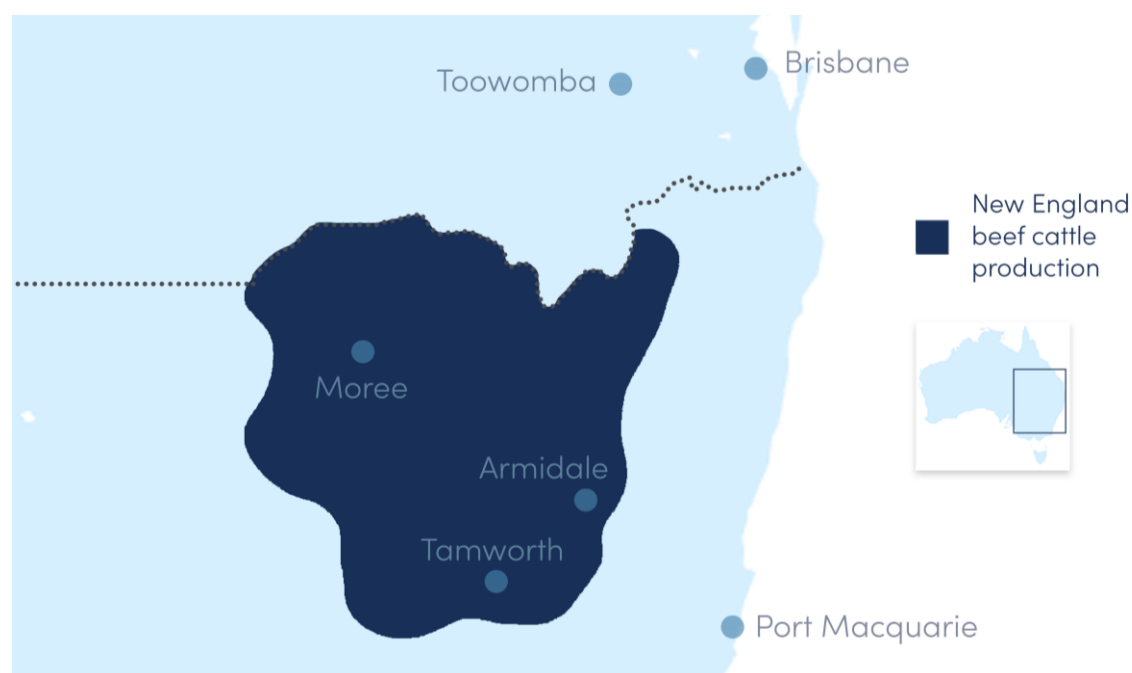 Toowomba
Brisbane
New England
beef cattle
production
Moree
Armidale
Tamworth
Port Macquarie